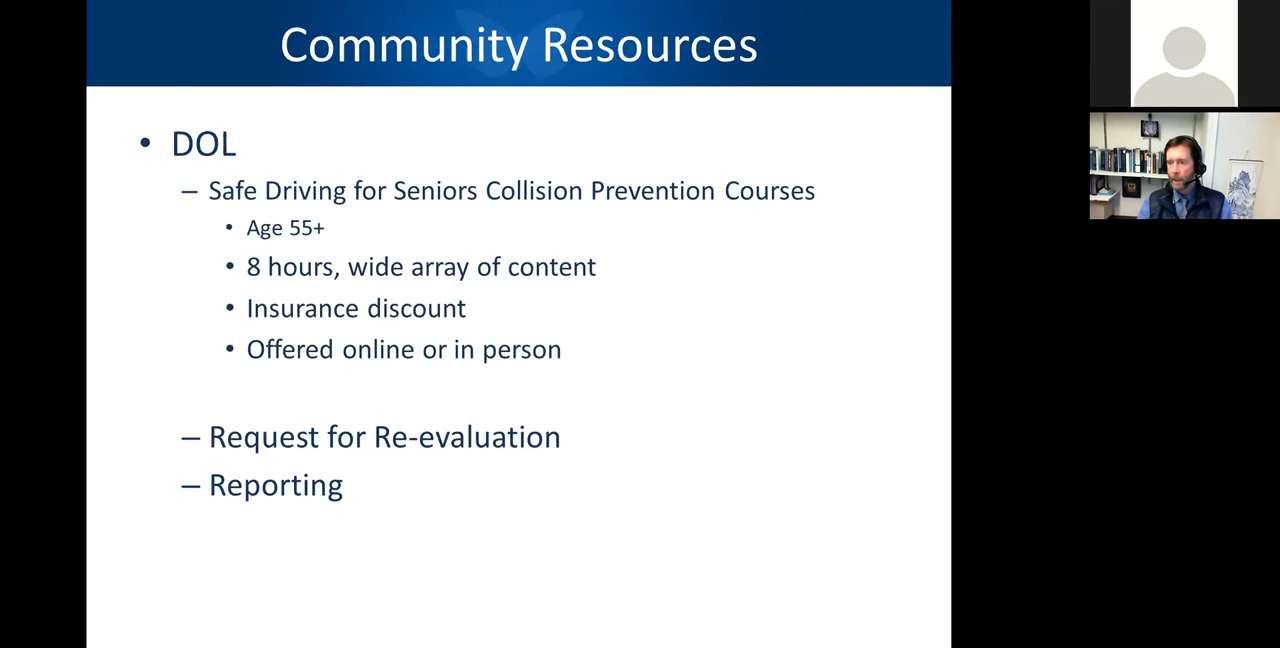 Community Resources
• DOL
– Safe Driving for Seniors Collision Prevention Courses
• Age 55+
• 8 hours, wide array of content
• Insurance discount
• Offered online or in person
– Request for Re-evaluation
– Reporting